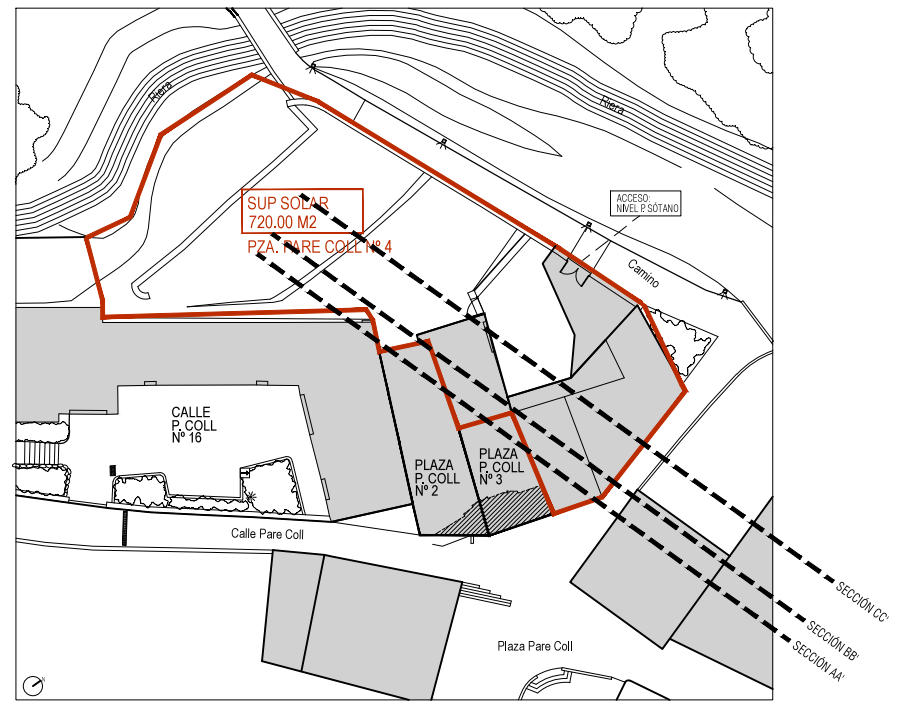 Riera
Riera
ACCESO:
NIVEL P. SÓTANO
SUP SOLAR
720.00 M2
PZA. PARE COLL Nº 4
Camino
CALLE
P. COLL
Nº 16
PLAZA
P. COLL
Nº 2
PLAZA
P. COLL
Nº 3
Calle Pare Coll
Plaza Pare Coll
SECCIÓN CC'
SECCIÓN BB'
SECCIÓN AA'
N